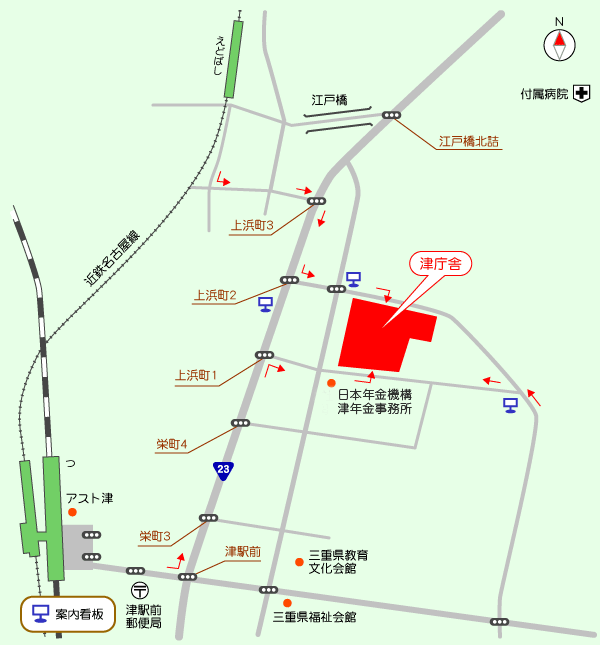 N
えどばし
江戸橋
付属病院
江戸橋北詰
上浜町3
近鉄名古屋線
津庁舎
上浜町2
上浜町1
日本年金機構
津年金事務所
栄町4
23
つ
アスト津
栄町3
津駅前
三重県教育
文化会館
津駅前
郵便局
三重県福祉会館
案内看板